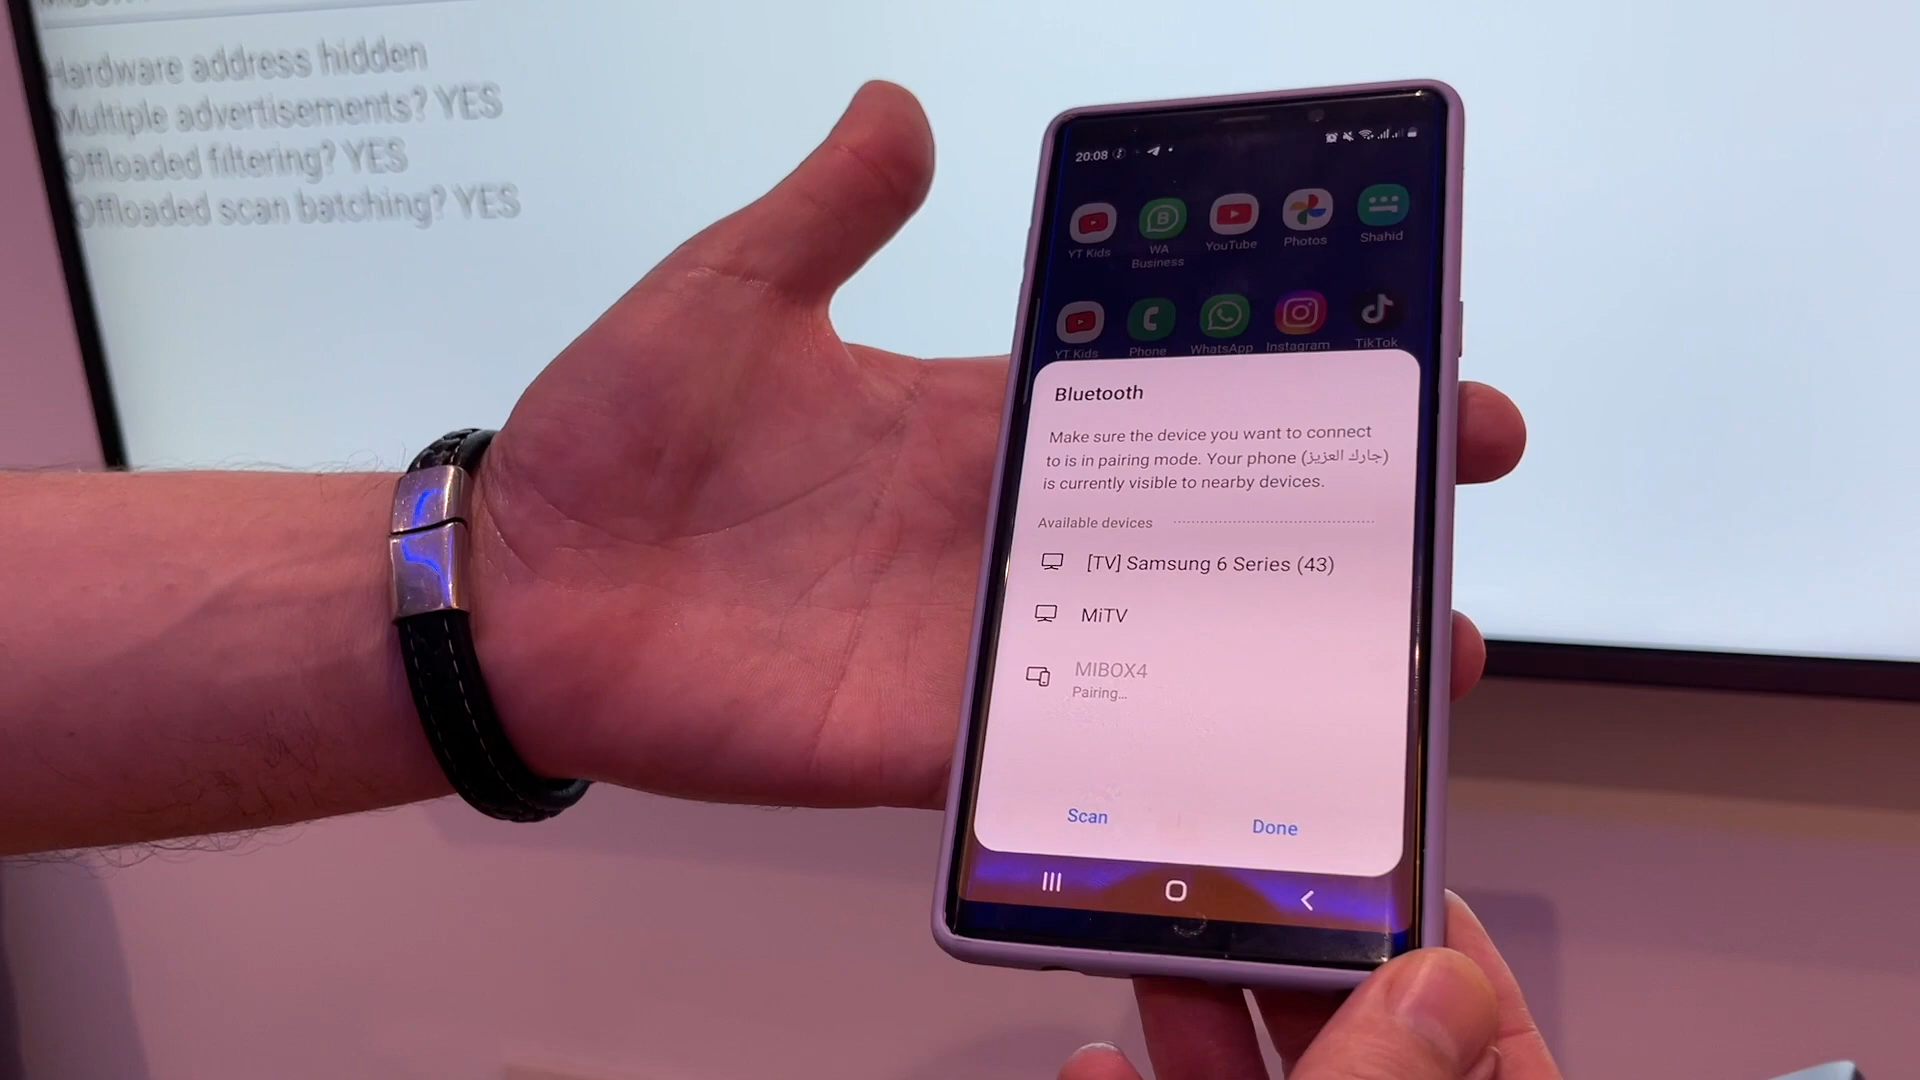 Hardware address hidden
Multiple advertisements? YES
Offloaded filtering? YES
Offloaded scan batching? YES
20:08
YT Kids
WA Business
YouTube
Photos
Shahid
YT Kids
Phone
WhatsApp
Instagram
TikTok
Bluetooth
Make sure the device you want to connect
to is in pairing mode. Your phone (جارك العزيز)
is currently visible to nearby devices.
Available devices
[TV] Samsung 6 Series (43)
MiTV
MIBOX4
Pairing...
Scan
Done